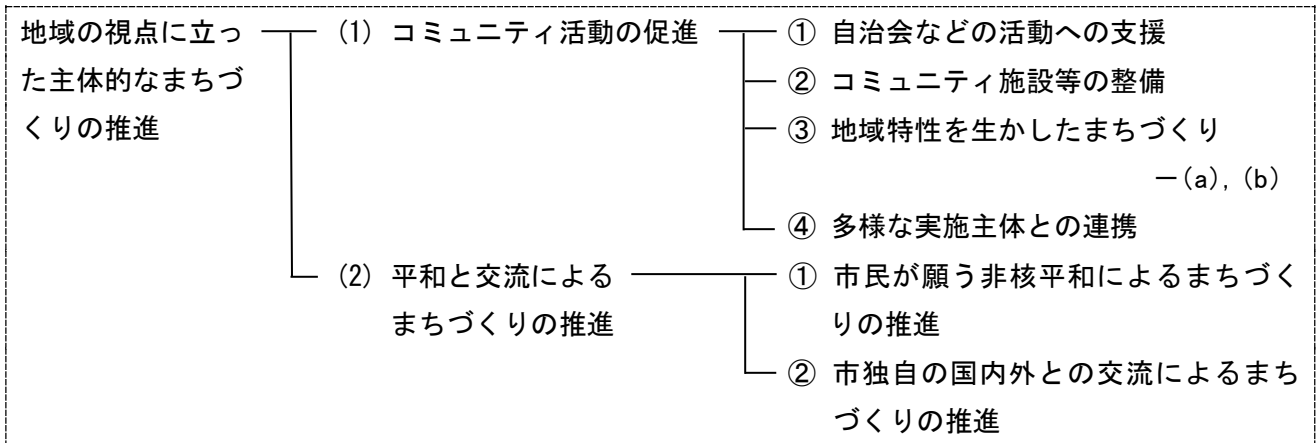 地域の視点に立っ
た主体的なまちづ
くりの推進
(1) コミュニティ活動の促進
① 自治会などの活動への支援
② コミュニティ施設等の整備
③ 地域特性を生かしたまちづくり
－(a), (b)
④ 多様な実施主体との連携
(2) 平和と交流による
まちづくりの推進
① 市民が願う非核平和によるまちづく
りの推進
② 市独自の国内外との交流によるまち
づくりの推進